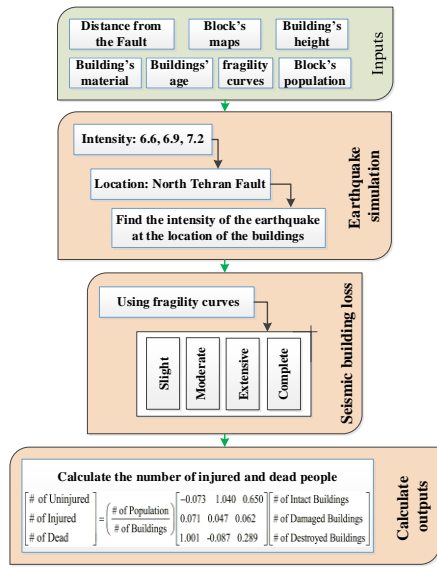 Distance from
the Fault
Block's
maps
Building's
height
Building's
material
Buildings'
age
fragility
curves
Block's
population
Inputs
Intensity: 6.6, 6.9, 7.2
Location: North Tehran Fault
Find the intensity of the earthquake
at the location of the buildings
Earthquake
simulation
Using fragility curves
Slight
Moderate
Extensive
Complete
Seismic building loss
Calculate the number of injured and dead people
# of Uninjured
# of Injured
# of Dead
=
# of Population
# of Buildings
-0.073 1.040 0.650
0.071 0.047 0.062
1.001 -0.087 0.289
# of Intact Buildings
# of Damaged Buildings
# of Destroyed Buildings
Calculate
outputs